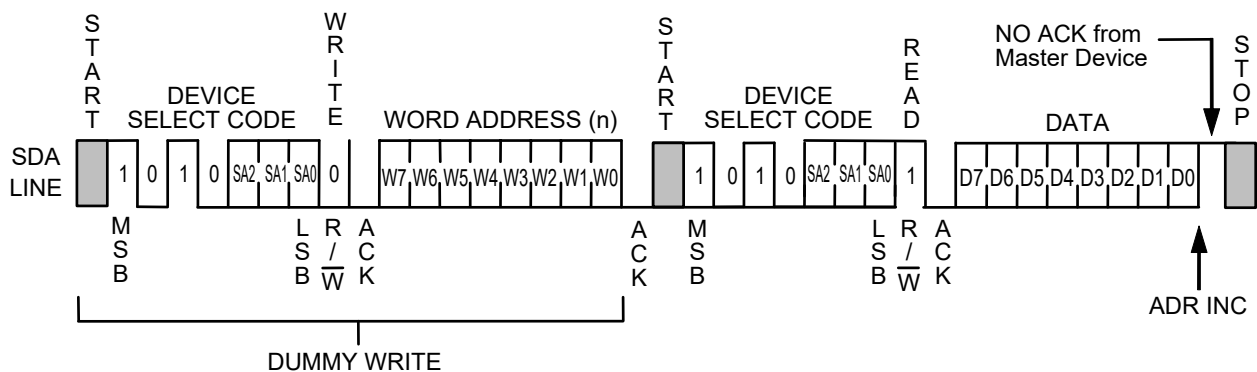 START
WRITE
START
READ
NO ACK from
Master Device
STOP
DEVICE
SELECT CODE
WORD ADDRESS (n)
DEVICE
SELECT CODE
DATA
SDA
LINE
1 0 1 0 SA2 SA1 SA0 0
W7 W6 W5 W4 W3 W2 W1 W0
1 0 1 0 SA2 SA1 SA0 1
D7 D6 D5 D4 D3 D2 D1 D0
MSB
LSB
R/W
ACK
ACK
MSB
LSB
R/W
ACK
ADR INC
DUMMY WRITE